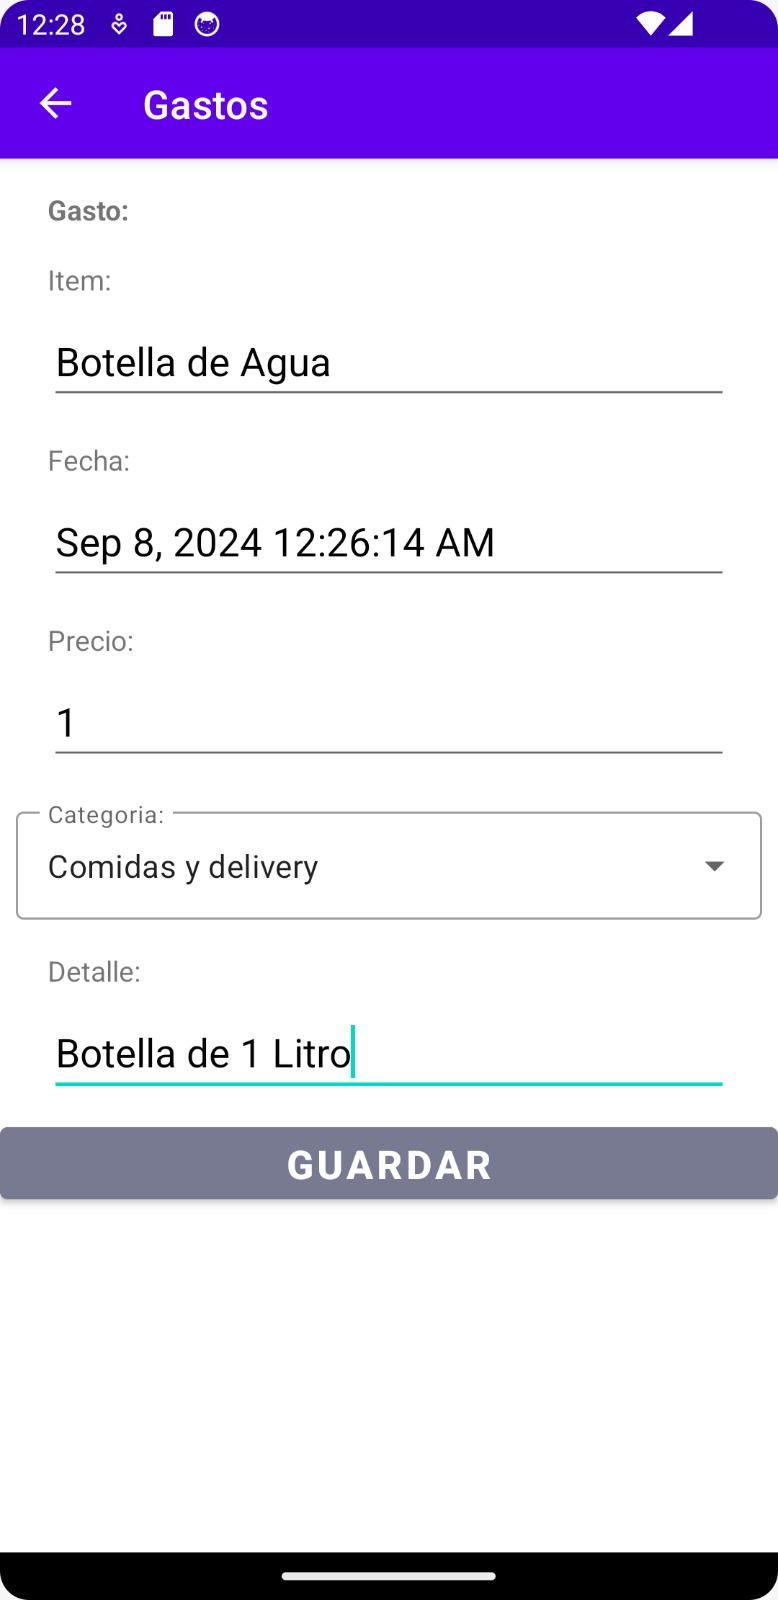 12:28
Gastos
Gasto:
Item:
Botella de Agua
Fecha:
Sep 8, 2024 12:26:14 AM
Precio:
1
Categoria:
Comidas y delivery
Detalle:
Botella de 1 Litro
GUARDAR